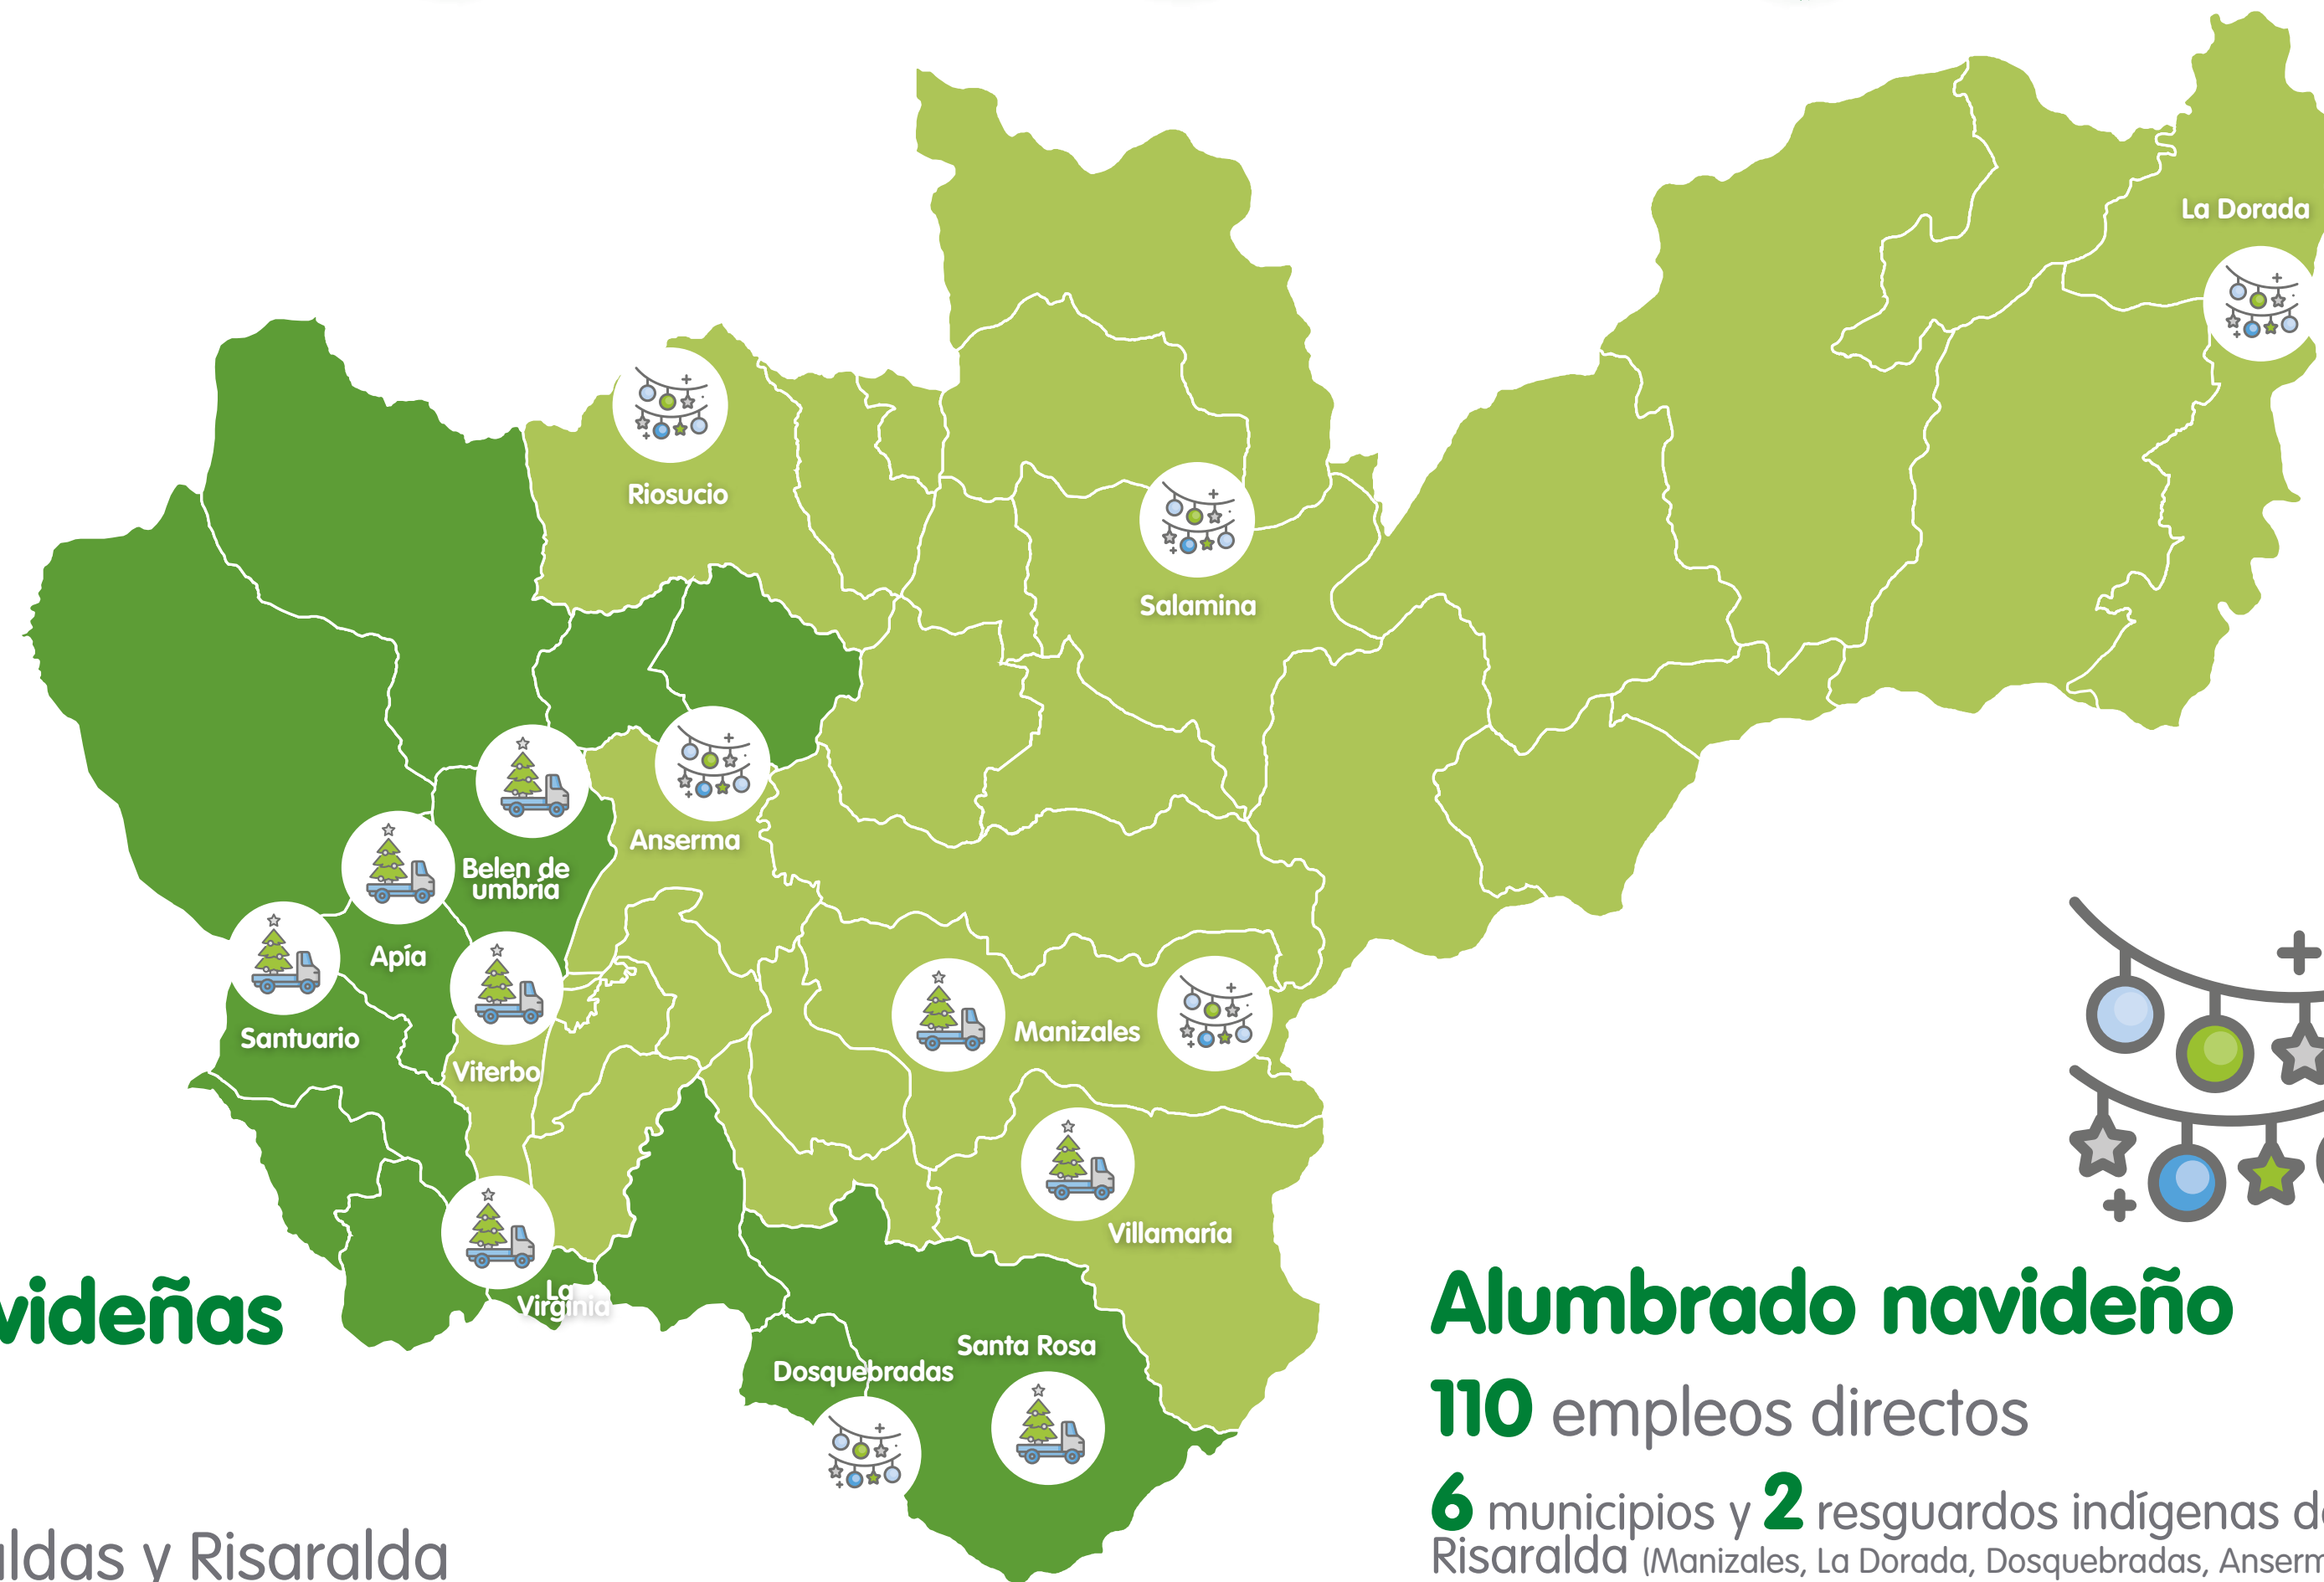 La Dorada
Riosucio
Salamina
Anserma
Belen de
umbría
Apía
Santuario
Viterbo
Manizales
Villamaría
La
Virginia
Santa Rosa
Dosquebradas
videñas
ldas y Risaralda
Alumbrado navideño
110 empleos directos
6 municipios y 2 resguardos indígenas d
Risaralda (Manizales, La Dorada, Dosquebradas, Anserm